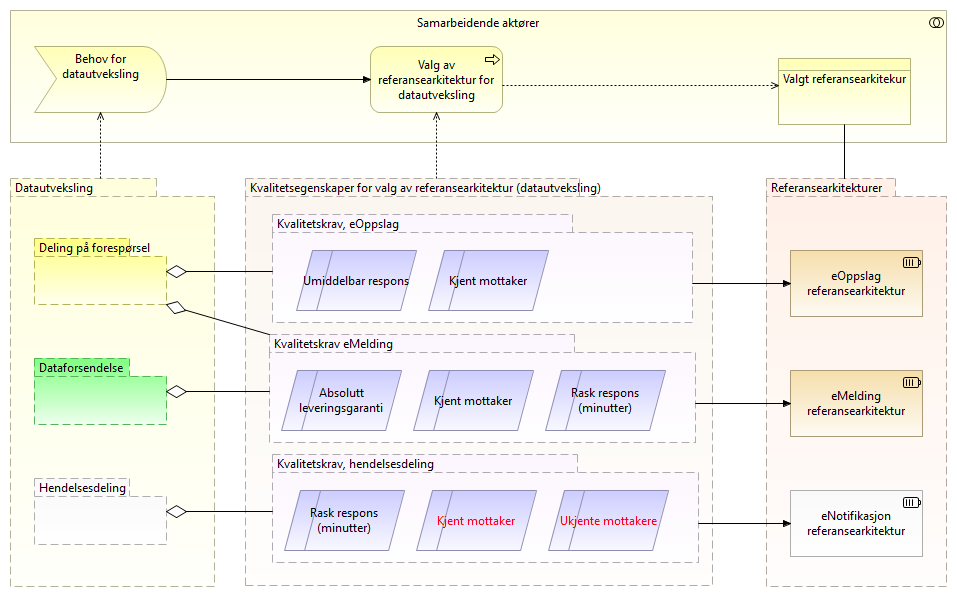 Samarbeidende aktører
Behov for
datautveksling
Valg av
referansearkitektur for
datautveksling
Valgt referansearkitekur
Datautveksling
Kvalitetsegenskaper for valg av referansearkitektur (datautveksling)
Referansearkitekturer
Kvalitetskrav, eOppslag
Deling på forespørsel
Umiddelbar respons
Kjent mottaker
eOppslag
referansearkitektur
Kvalitetskrav eMelding
Dataforsendelse
Absolutt
leveringsgaranti
Kjent mottaker
Rask respons
(minutter)
eMelding
referansearkitektur
Kvalitetskrav, hendelsesdeling
Hendelsesdeling
Rask respons
(minutter)
Kjent mottaker
Ukjente mottakere
eNotifikasjon
referansearkitektur